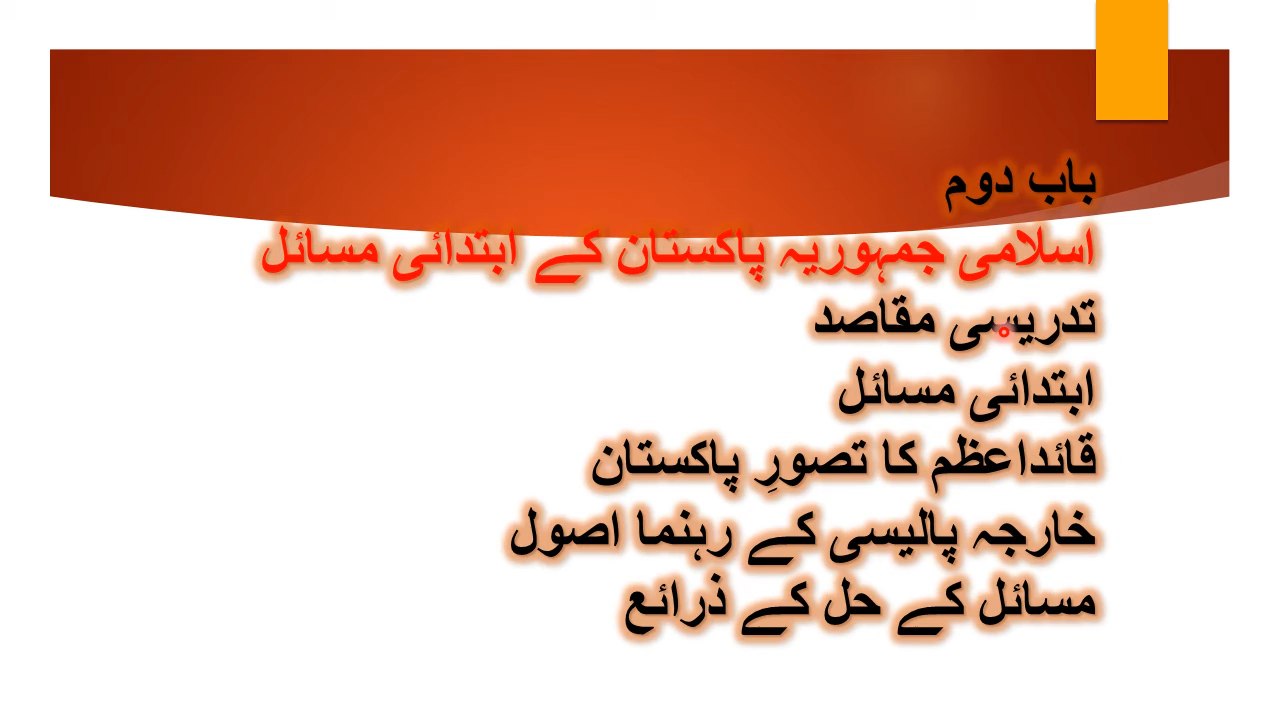 باب دوم
اسلامی جمہوریہ پاکستان کے ابتدائی مسائل
تدریسی مقاصد
ابتدائی مسائل
قائداعظم کا تصورِ پاکستان
خارجہ پالیسی کے رہنما اصول
مسائل کے حل کے ذرائع